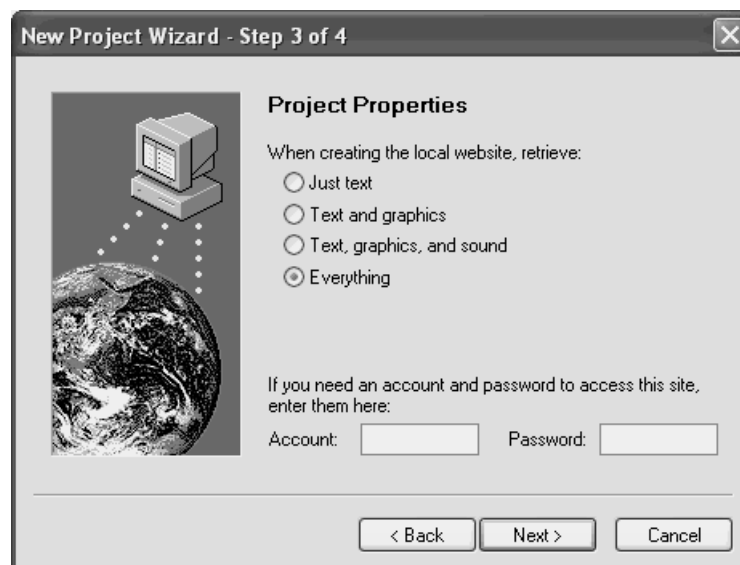 New Project Wizard - Step 3 of 4
Project Properties
When creating the local website, retrieve:
Just text
Text and graphics
Text, graphics, and sound
Everything
If you need an account and password to access this site,
enter them here:
Account: Password:
< Back Next > Cancel